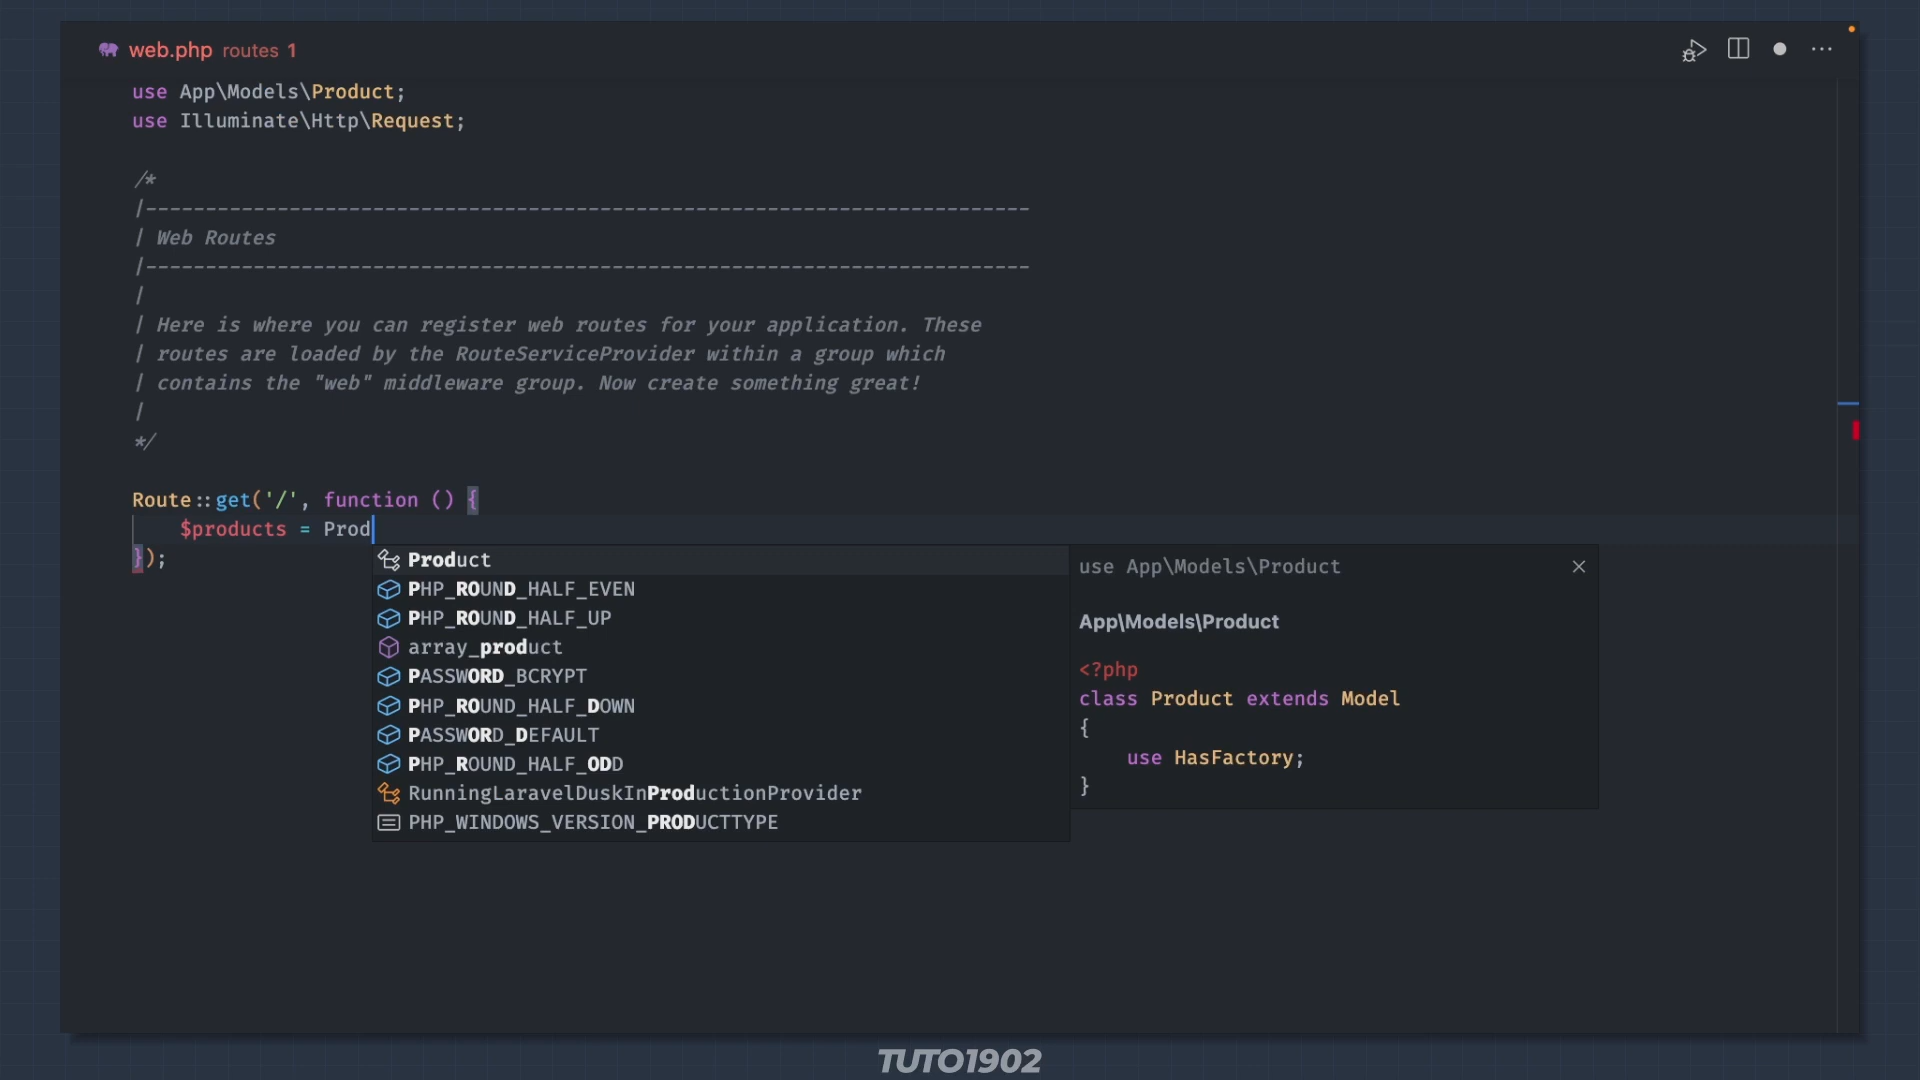 web.php routes 1
use App\Models\Product;
use Illuminate\Http\Request;
/*
|--------------------------------------------------------------------------
| Web Routes
|--------------------------------------------------------------------------
|
| Here is where you can register web routes for your application. These
| routes are loaded by the RouteServiceProvider within a group which
| contains the "web" middleware group. Now create something great!
|
*/
Route::get('/', function () {
$products = Prod
});
Product
PHP_ROUND_HALF_EVEN
PHP_ROUND_HALF_UP
array_product
PASSWORD_BCRYPT
PHP_ROUND_HALF_DOWN
PASSWORD_DEFAULT
PHP_ROUND_HALF_ODD
RunningLaravelDuskInProductionProvider
PHP_WINDOWS_VERSION_PRODUCTTYPE
use App\Models\Product
App\Models\Product
<?php
class Product extends Model
{
use HasFactory;
}
TUTO1902